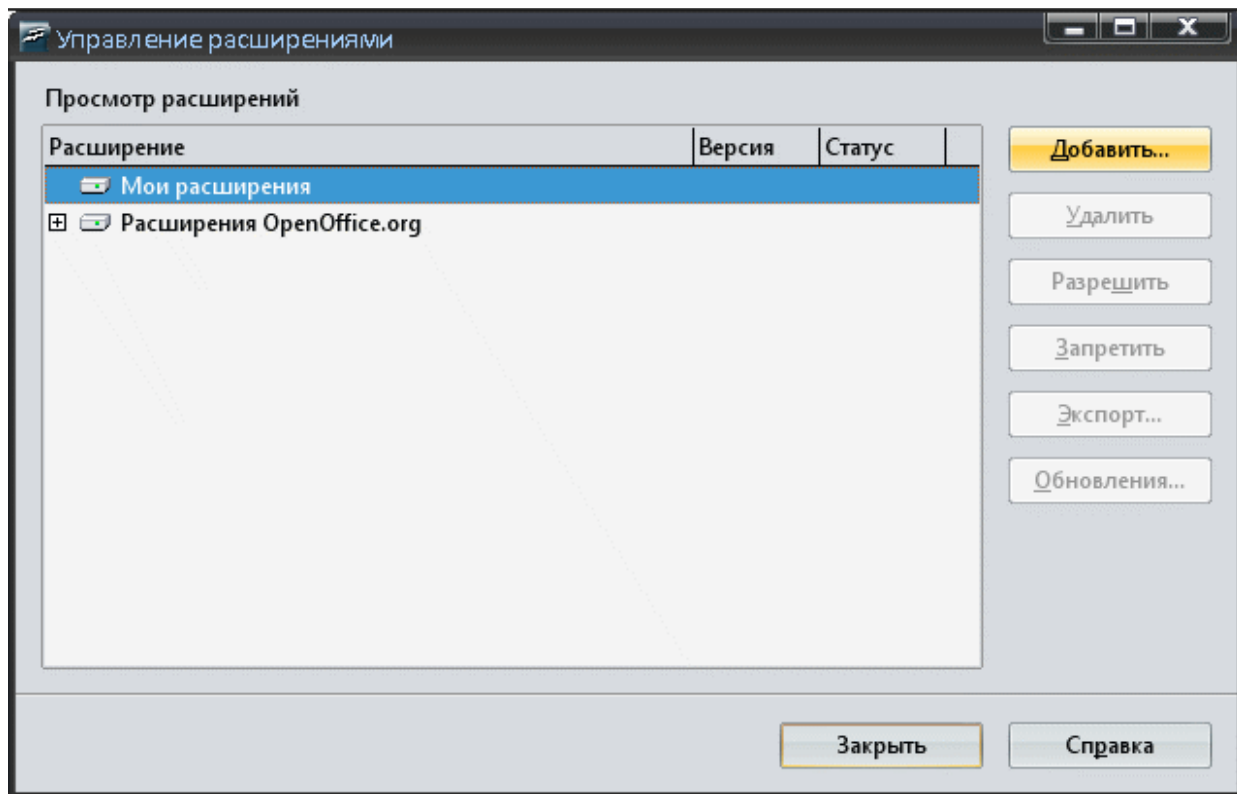 Управление расширениями
Просмотр расширений
Расширение Версия Статус
Добавить...
Мои расширения
Удалить
Расширения OpenOffice.org
Разрешить
Запретить
Экспорт...
Обновления...
Закрыть Справка